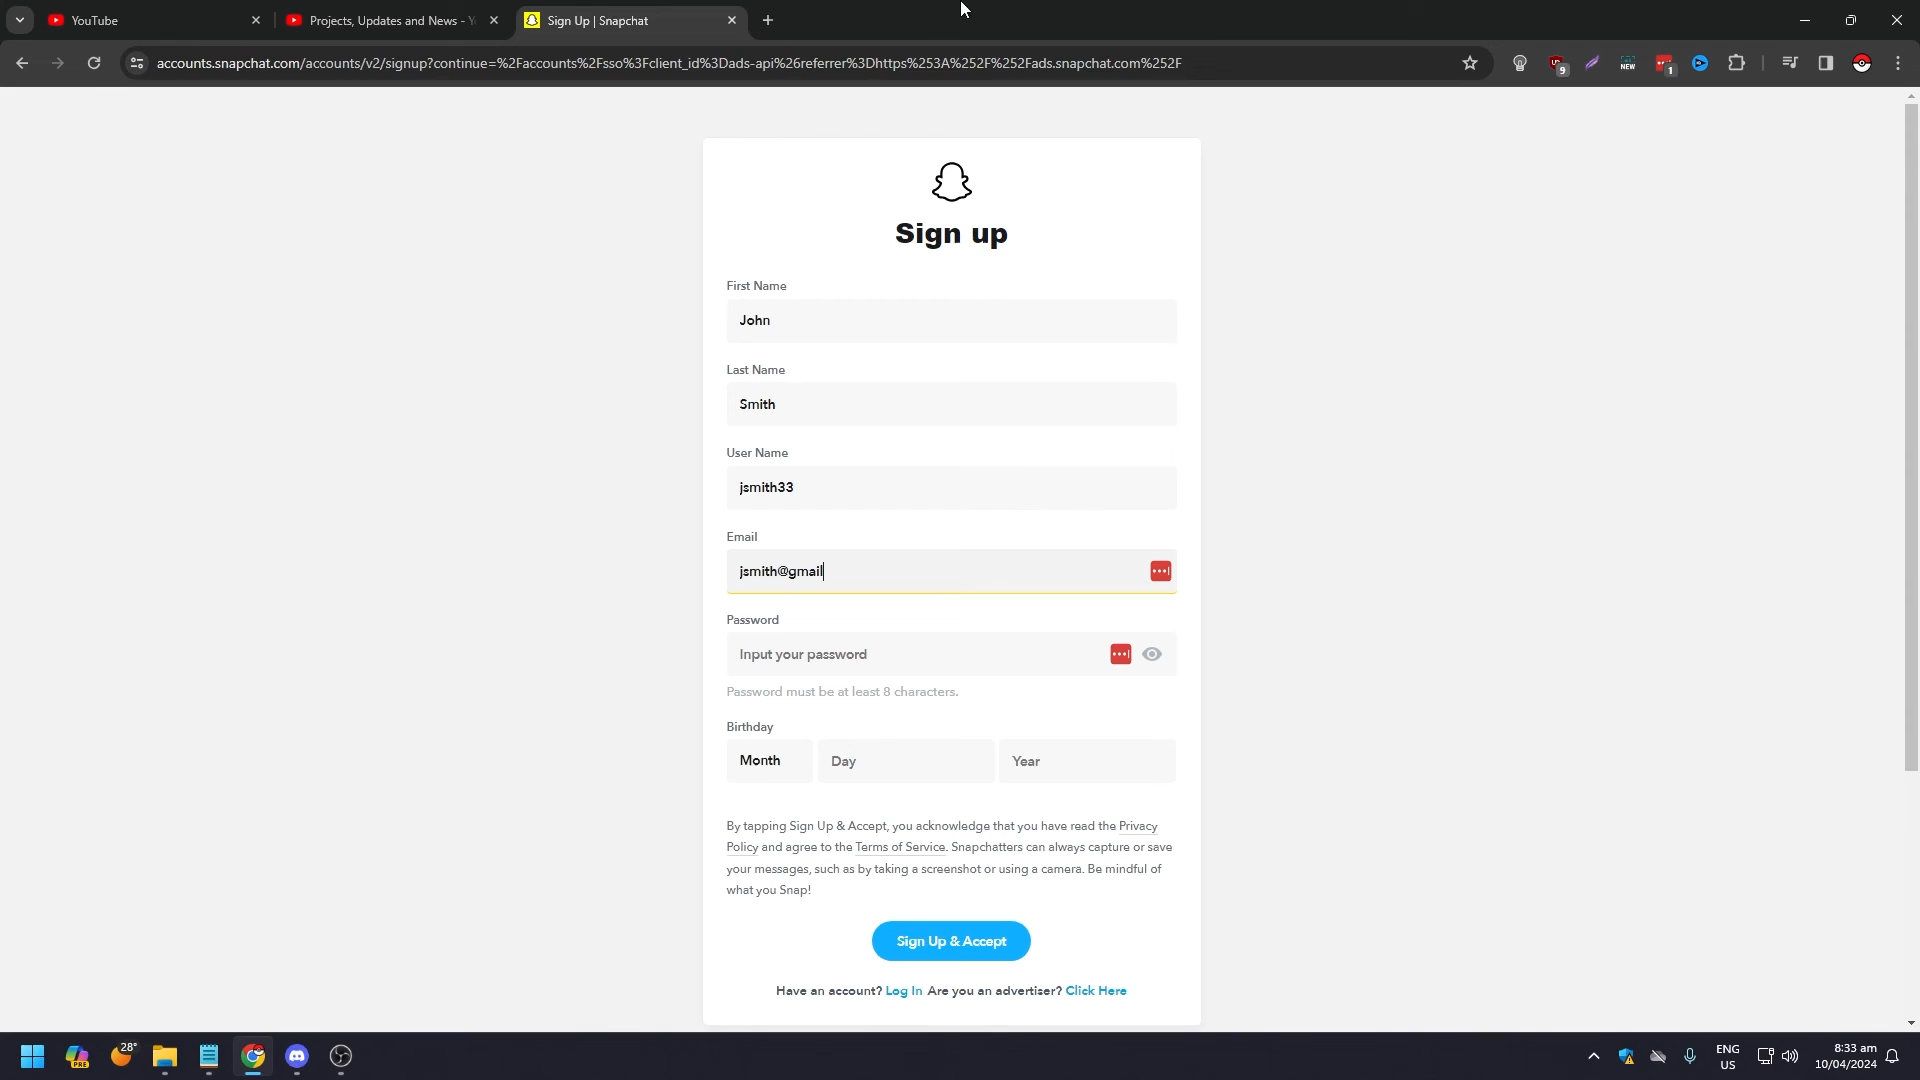 YouTube
Projects, Updates and News - Y
Sign Up | Snapchat
accounts.snapchat.com/accounts/v2/signup?continue=%2Faccounts%2Fsso%3Fclient_id%3Dads-api%26referrer%3Dhttps%253A%252F%252Fads.snapchat.com%252F
9
NEW
1
Sign up
First Name
John
Last Name
Smith
User Name
jsmith33
Email
jsmith@gmail
Password
Input your password
Password must be at least 8 characters.
Birthday
Month Day Year
By tapping Sign Up & Accept, you acknowledge that you have read the Privacy
Policy and agree to the Terms of Service. Snapchatters can always capture or save
your messages, such as by taking a screenshot or using a camera. Be mindful of
what you Snap!
Sign Up & Accept
Have an account? Log In Are you an advertiser? Click Here
PRE
28°
ENG
US
8:33 am
10/04/2024